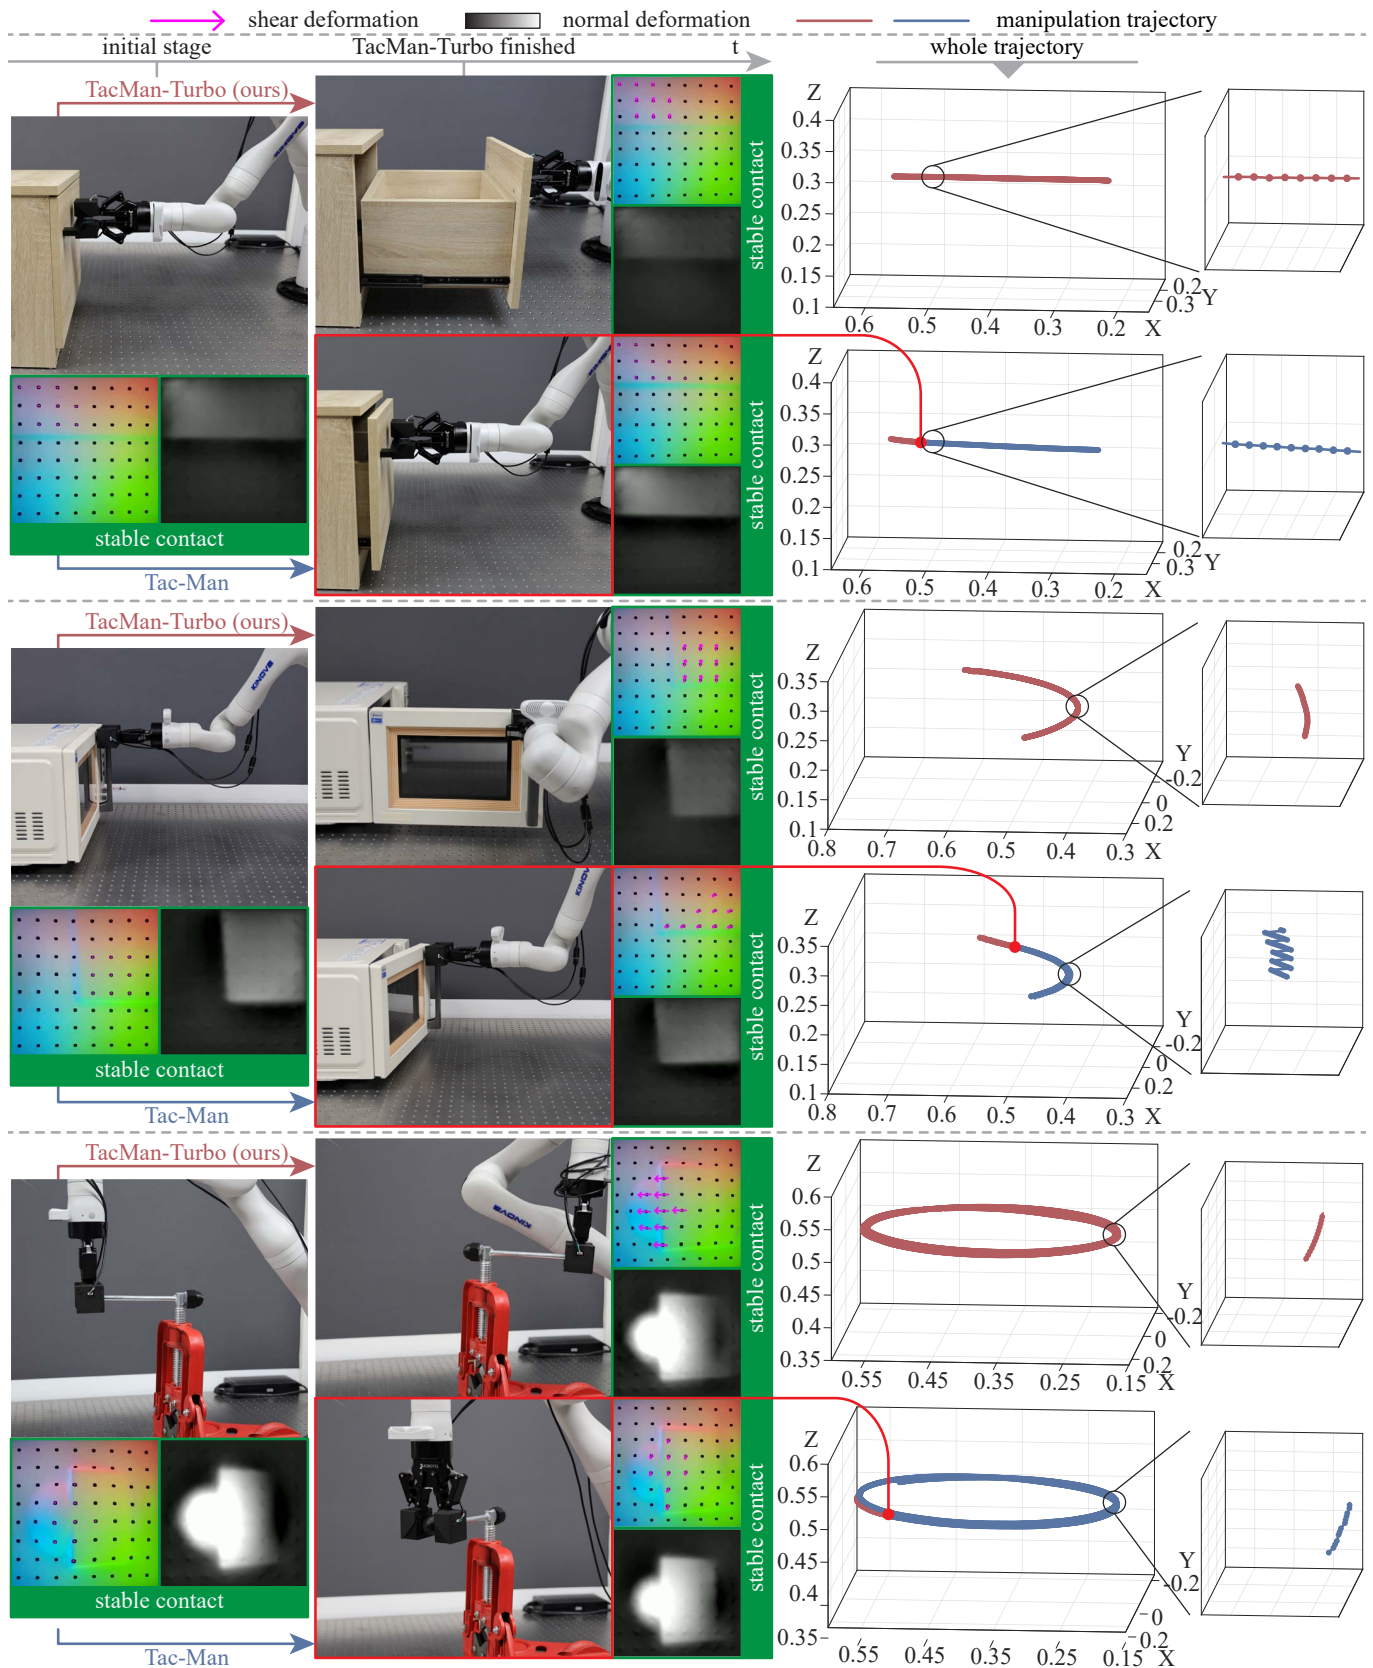 shear deformation normal deformation manipulation trajectory
initial stage TacMan-Turbo finished t whole trajectory
TacMan-Turbo (ours)
KINOVA
stable contact
stable contact
stable contact
Tac-Man
Z
0.4
0.35
0.3
0.25
0.2
0.15
0.1
0.6 0.5 0.4 0.3 0.2 X
0.2
0.3 Y
Z
0.4
0.35
0.3
0.25
0.2
0.15
0.1
0.6 0.5 0.4 0.3 0.2 X
0.2
0.3 Y
TacMan-Turbo (ours)
KINOVA
stable contact
stable contact
stable contact
Tac-Man
Z
0.35
0.3
0.25
0.2
0.15
0.1
0.8 0.7 0.6 0.5 0.4 0.3 X
Y
-0.2
0
0.2
Z
0.35
0.3
0.25
0.2
0.15
0.1
0.8 0.7 0.6 0.5 0.4 0.3 X
Y
-0.2
0
0.2
TacMan-Turbo (ours)
KINOVA
stable contact
stable contact
stable contact
Tac-Man
Z
0.6
0.55
0.5
0.45
0.4
0.35
0.55 0.45 0.35 0.25 0.15 X
Y
-0.2
0
0.2
Z
0.6
0.55
0.5
0.45
0.4
0.35
0.55 0.45 0.35 0.25 0.15 X
Y
-0.2
0
0.2